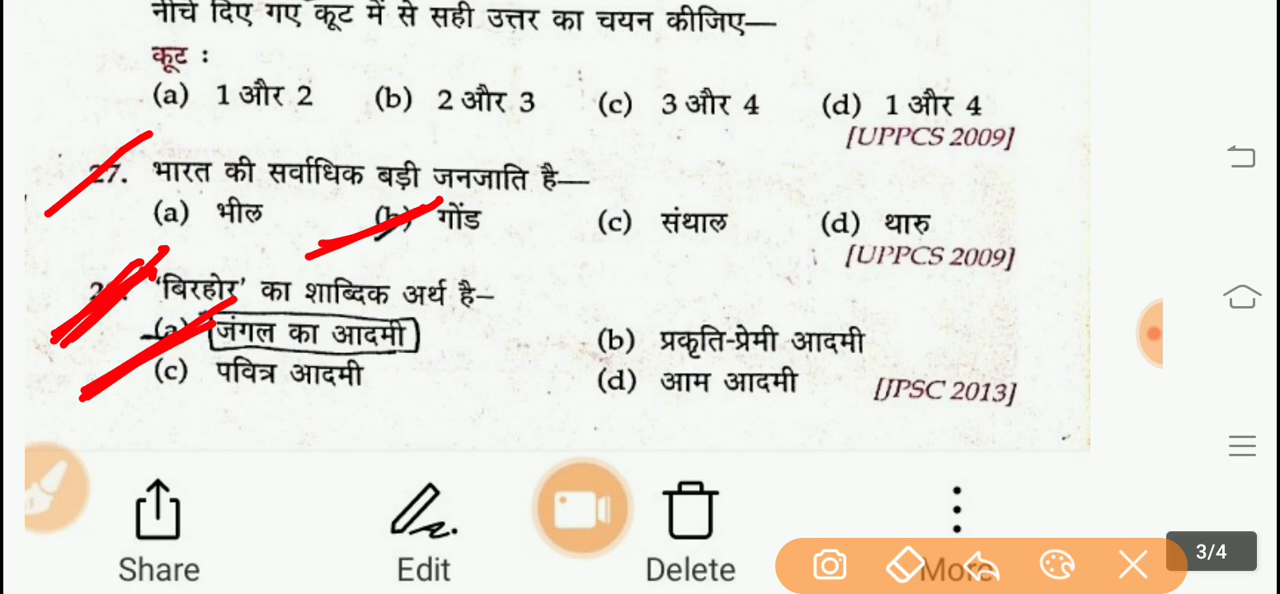 नीचे दिए गए कूट में से सही उत्तर का चयन कीजिए—
कूट :
(a) 1 और 2 (b) 2 और 3 (c) 3 और 4 (d) 1 और 4
[UPPCS 2009]
27. भारत की सर्वाधिक बड़ी जनजाति है—
(a) भील (b) गोंड (c) संथाल (d) थारु
[UPPCS 2009]
'बिरहोर' का शाब्दिक अर्थ है–
(a) जंगल का आदमी (b) प्रकृति-प्रेमी आदमी
(c) पवित्र आदमी (d) आम आदमी [JPSC 2013]
Share Edit Delete More
3/4